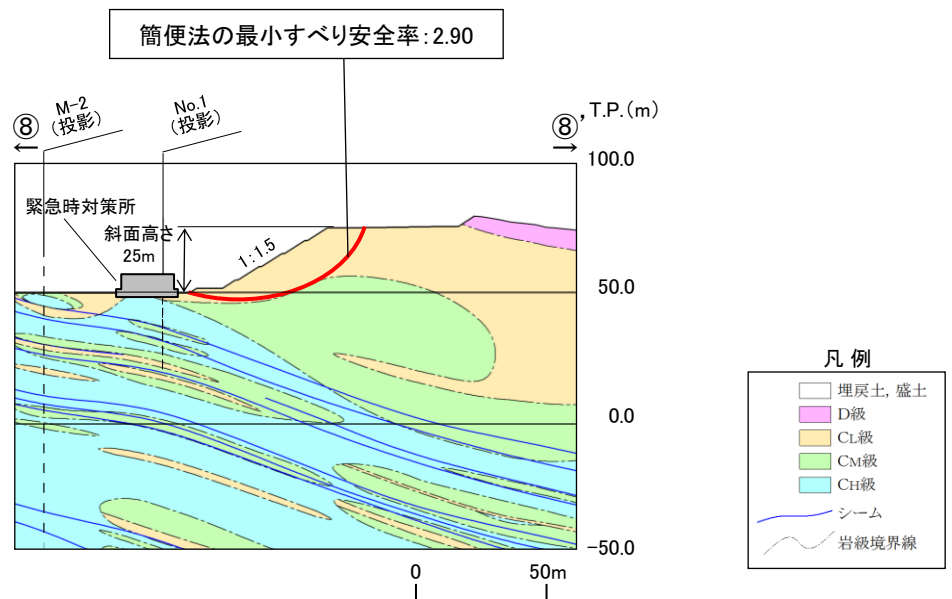 簡便法の最小すべり安全率:2.90
M-2
(投影)
No.1
(投影)
⑧
⑧,
T.P.(m)
100.0
緊急時対策所
斜面高さ
25m
1:1.5
50.0
0.0
-50.0
0
50m
凡 例
埋戻土, 盛土
D級
CL級
CM級
CH級
シーム
岩級境界線